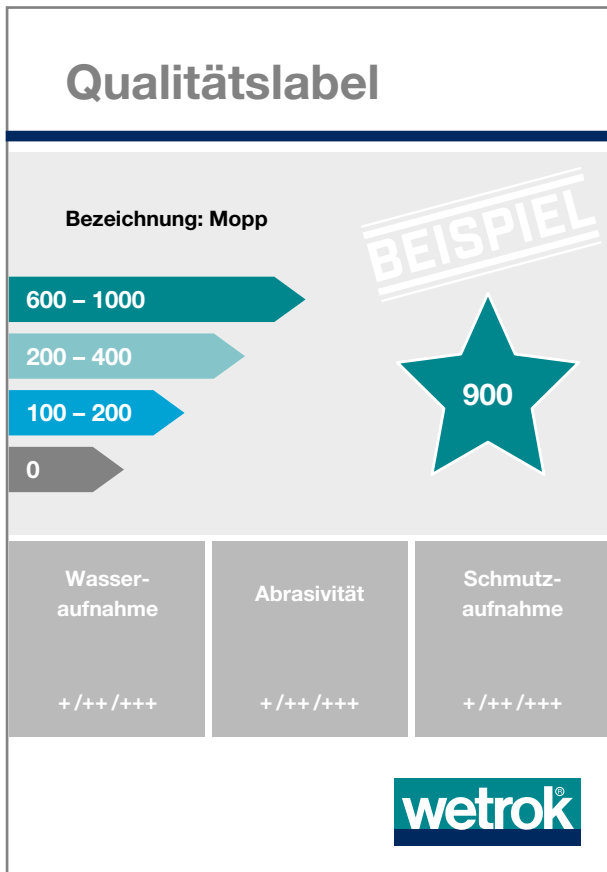 Qualitätslabel
Bezeichnung: Mopp
BEISPIEL
600 – 1000
200 – 400
100 – 200
0
900
Wasser-
aufnahme
+/++/+++
Abrasivität
+/++/+++
Schmutz-
aufnahme
+/++/+++
wetrok®